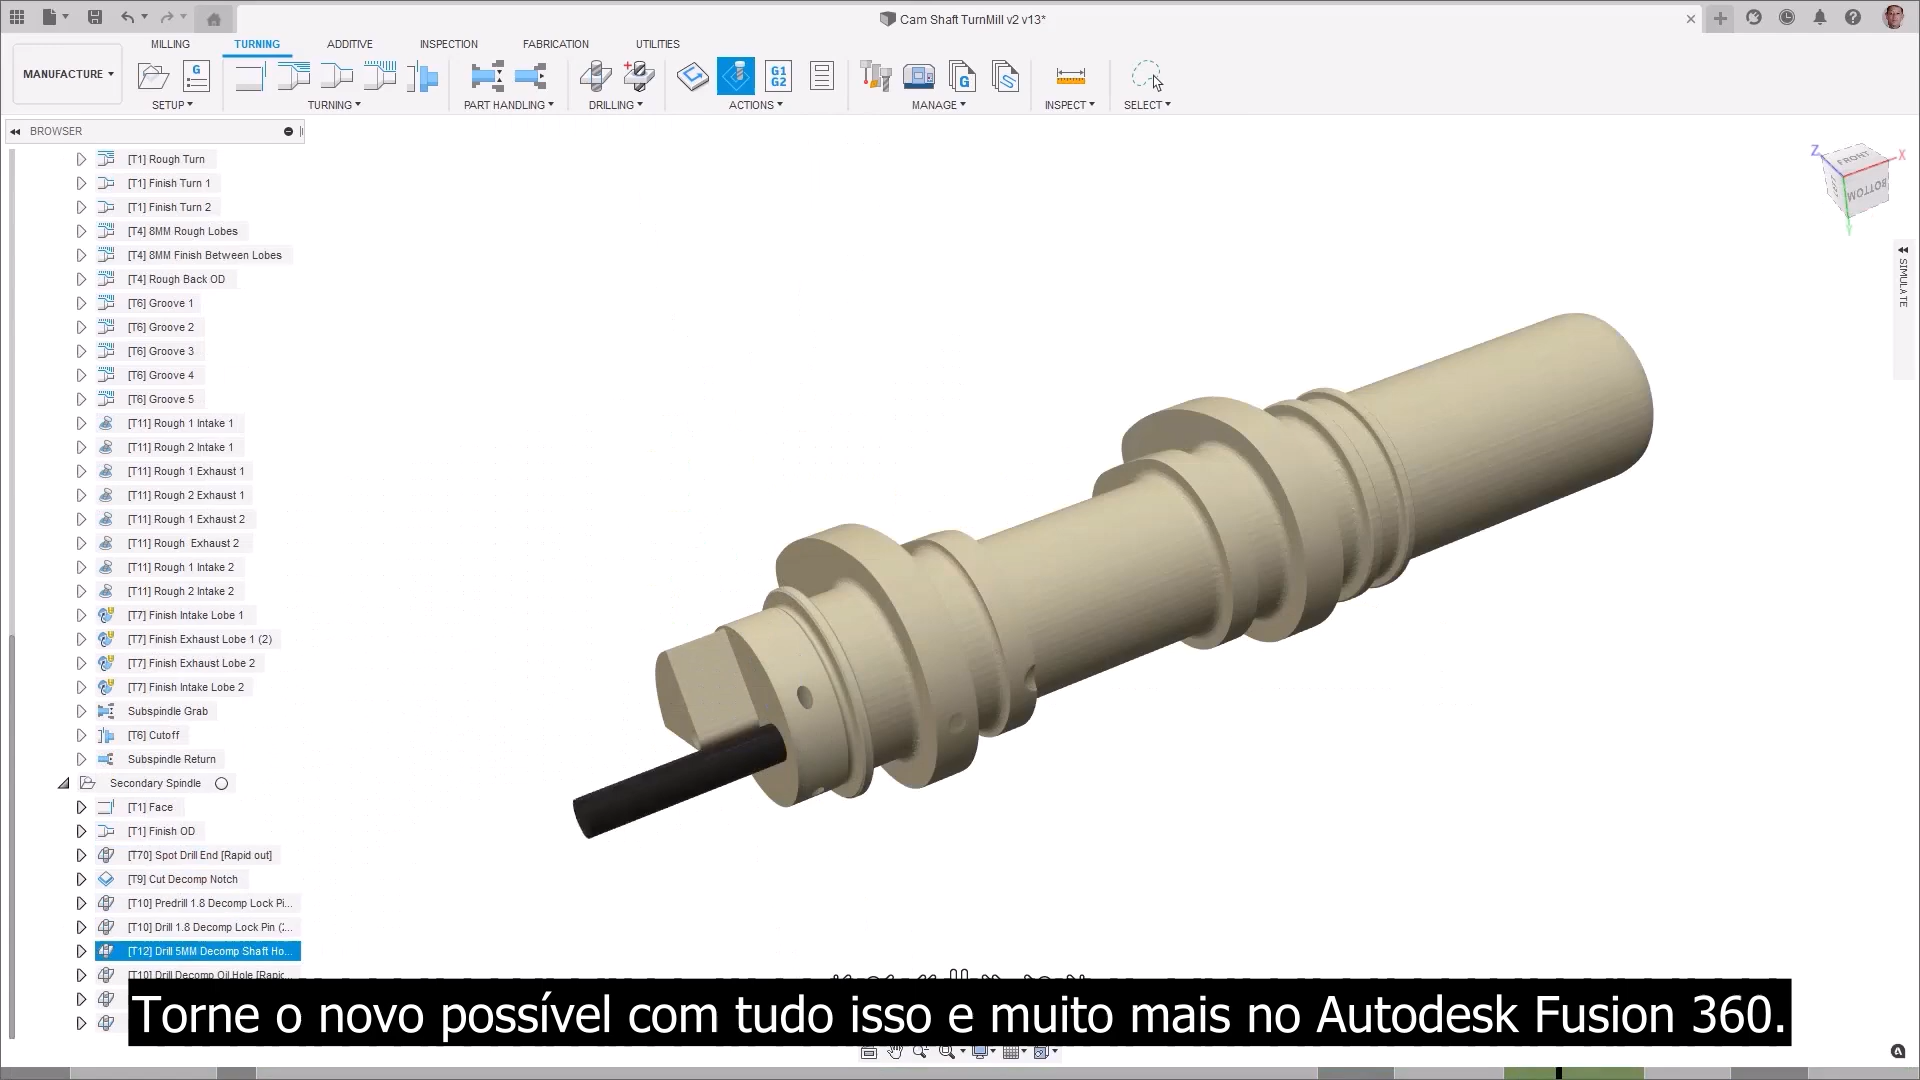 Cam Shaft TurnMill v2 v13*
MILLING
TURNING
ADDITIVE
INSPECTION
FABRICATION
UTILITIES
MANUFACTURE
G
G1
G2
G
SETUP
TURNING
PART HANDLING
DRILLING
ACTIONS
MANAGE
INSPECT
SELECT
BROWSER
[T1] Rough Turn
[T1] Finish Turn 1
[T1] Finish Turn 2
[T4] 8MM Rough Lobes
[T4] 8MM Finish Between Lobes
[T4] Rough Back OD
[T6] Groove 1
[T6] Groove 2
[T6] Groove 3
[T6] Groove 4
[T6] Groove 5
[T11] Rough 1 Intake 1
[T11] Rough 2 Intake 1
[T11] Rough 1 Exhaust 1
[T11] Rough 2 Exhaust 1
[T11] Rough 1 Exhaust 2
[T11] Rough Exhaust 2
[T11] Rough 1 Intake 2
[T11] Rough 2 Intake 2
[T7] Finish Intake Lobe 1
[T7] Finish Exhaust Lobe 1 (2)
[T7] Finish Exhaust Lobe 2
[T7] Finish Intake Lobe 2
Subspindle Grab
[T6] Cutoff
Subspindle Return
Secondary Spindle
[T1] Face
[T1] Finish OD
[T70] Spot Drill End [Rapid out]
[T9] Cut Decomp Notch
[T10] Predrill 1.8 Decomp Lock Pi...
[T10] Drill 1.8 Decomp Lock Pin (2...
[T12] Drill 5MM Decomp Shaft Ho...
[T10] Drill Decomp Oil Hole [Rapid...
Z
X
Y
FRONT
BOTTOM
SIMULATE
Torne o novo possível com tudo isso e muito mais no Autodesk Fusion 360.